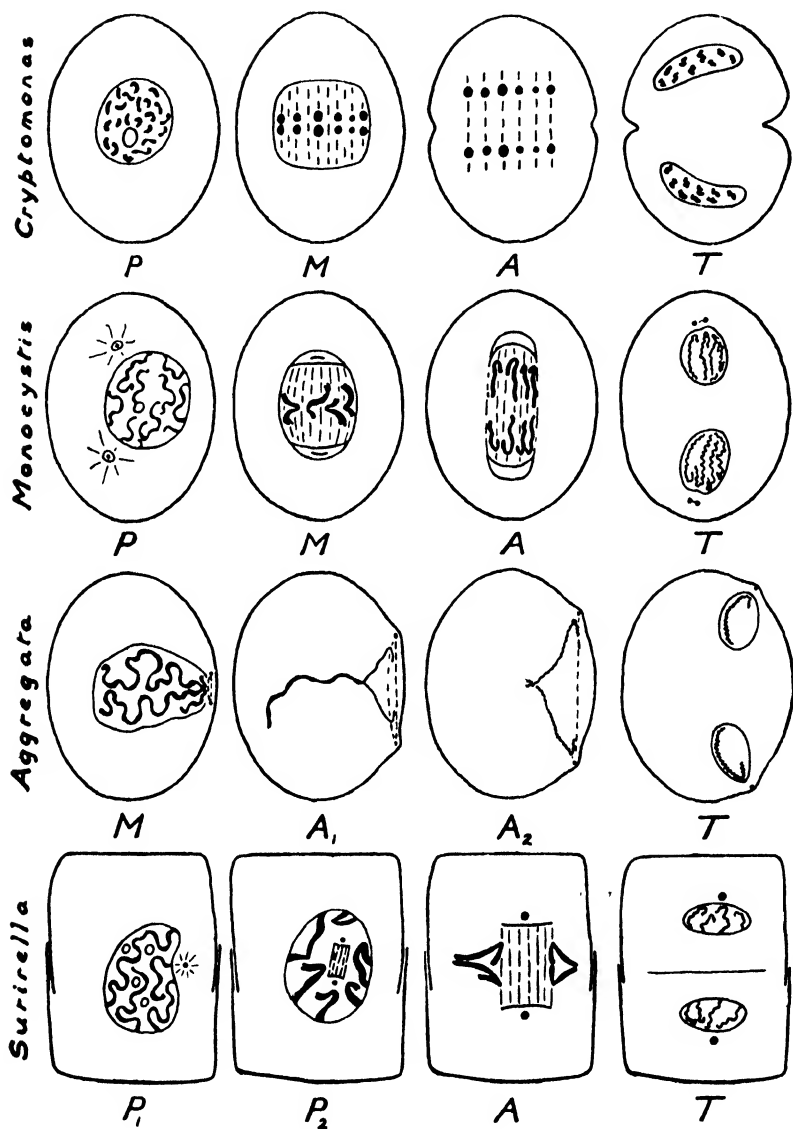 Cryptomonas
P M A T
Monocystis
P M A T
Aggregata
M A₁ A₂ T
Surirella
P₁ P₂ A T